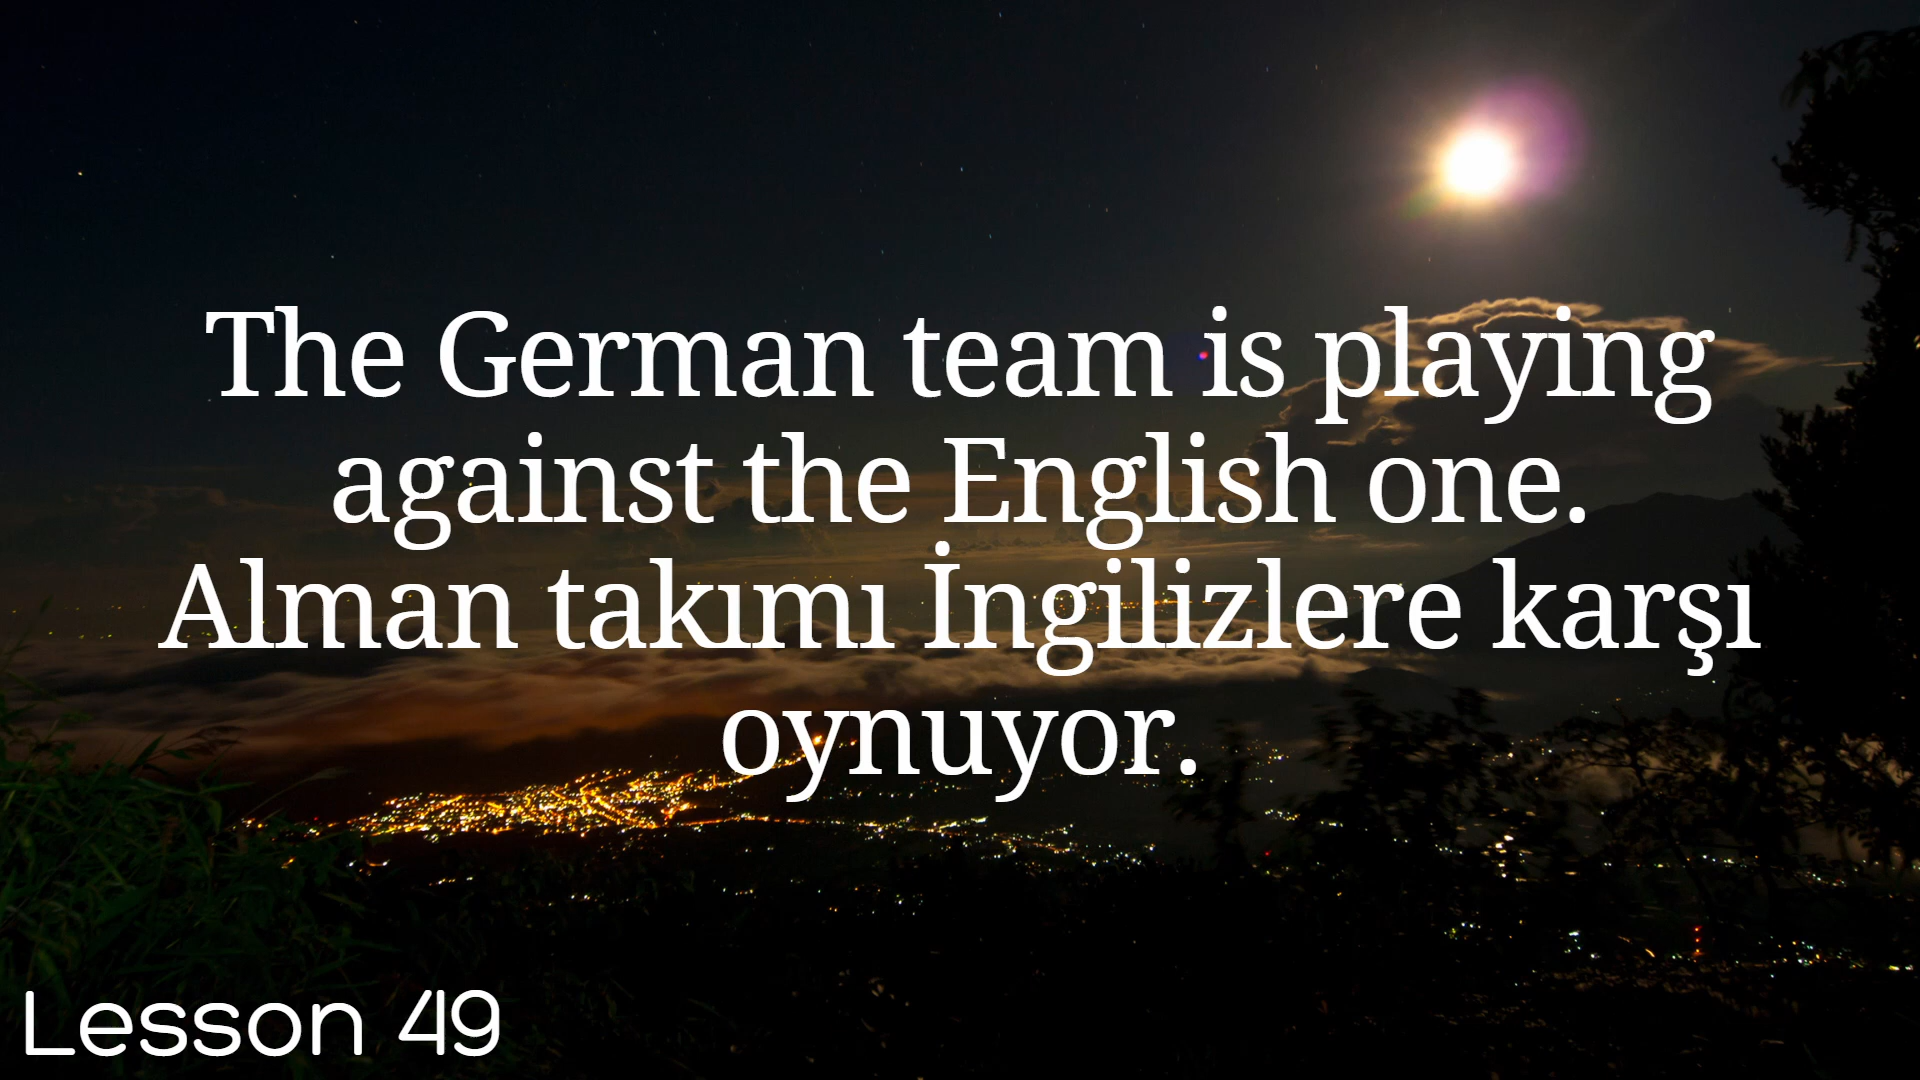 The German team is playing
against the English one.
Alman takımı İngilizlere karşı
oynuyor.
Lesson 49